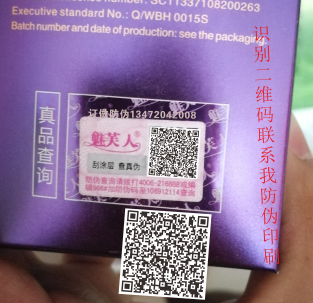 SC11337108200263
Executive standard No.: Q/WBH 0015S
Batch number and date of production: see the packaging
真品查询
订做防伪13472042008
魅芙人
刮涂层 查真伪
识别二维码联系我防伪印刷